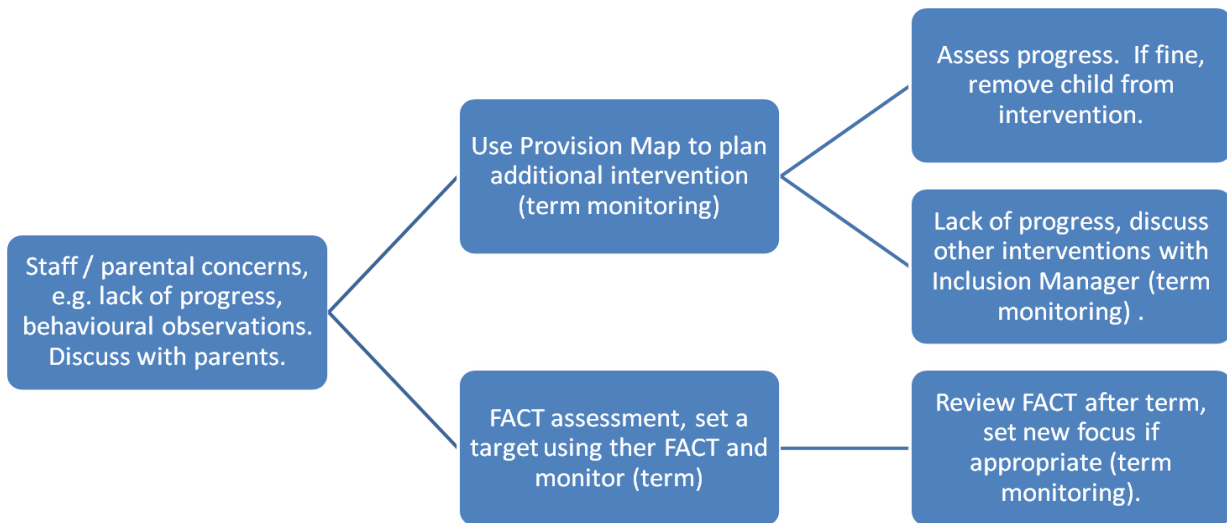 Staff / parental concerns,
e.g. lack of progress,
behavioural observations.
Discuss with parents.
Use Provision Map to plan
additional intervention
(term monitoring)
Assess progress.  If fine,
remove child from
intervention.
Lack of progress, discuss
other interventions with
Inclusion Manager (term
monitoring) .
FACT assessment, set a
target using ther FACT and
monitor (term)
Review FACT after term,
set new focus if
appropriate (term
monitoring).